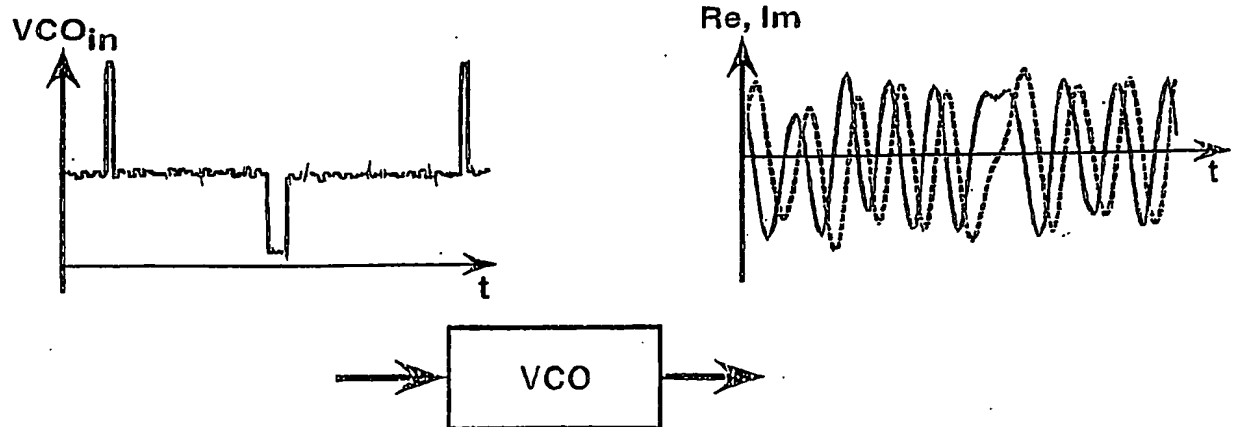 VCOin
Re, Im
t
t
VCO